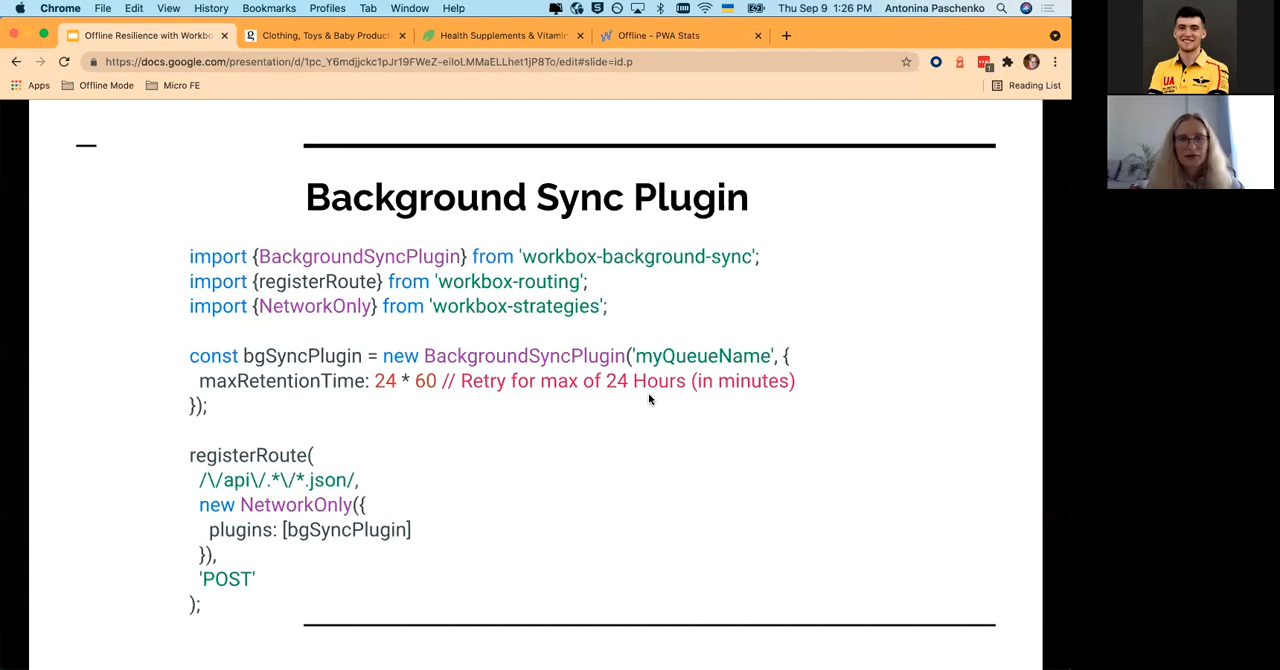 Chrome File Edit View History Bookmarks Profiles Tab Window Help Thu Sep 9 1:26 PM Antonina Paschenko
Offline Resilience with Workbo Clothing, Toys & Baby Product Health Supplements & Vitamin Offline - PWA Stats
https://docs.google.com/presentation/d/1pc_Y6mdjjckc1pJr19FWeZ-eiloLMMaELLhet1jP8To/edit#slide=id.p
Apps Offline Mode Micro FE Reading List
Background Sync Plugin
import {BackgroundSyncPlugin} from 'workbox-background-sync';
import {registerRoute} from 'workbox-routing';
import {NetworkOnly} from 'workbox-strategies';
const bgSyncPlugin = new BackgroundSyncPlugin('myQueueName', {
maxRetentionTime: 24 * 60 // Retry for max of 24 Hours (in minutes)
});
registerRoute(
/\/api\/.*\/*.json/,
new NetworkOnly({
plugins: [bgSyncPlugin]
}),
'POST'
);
UA